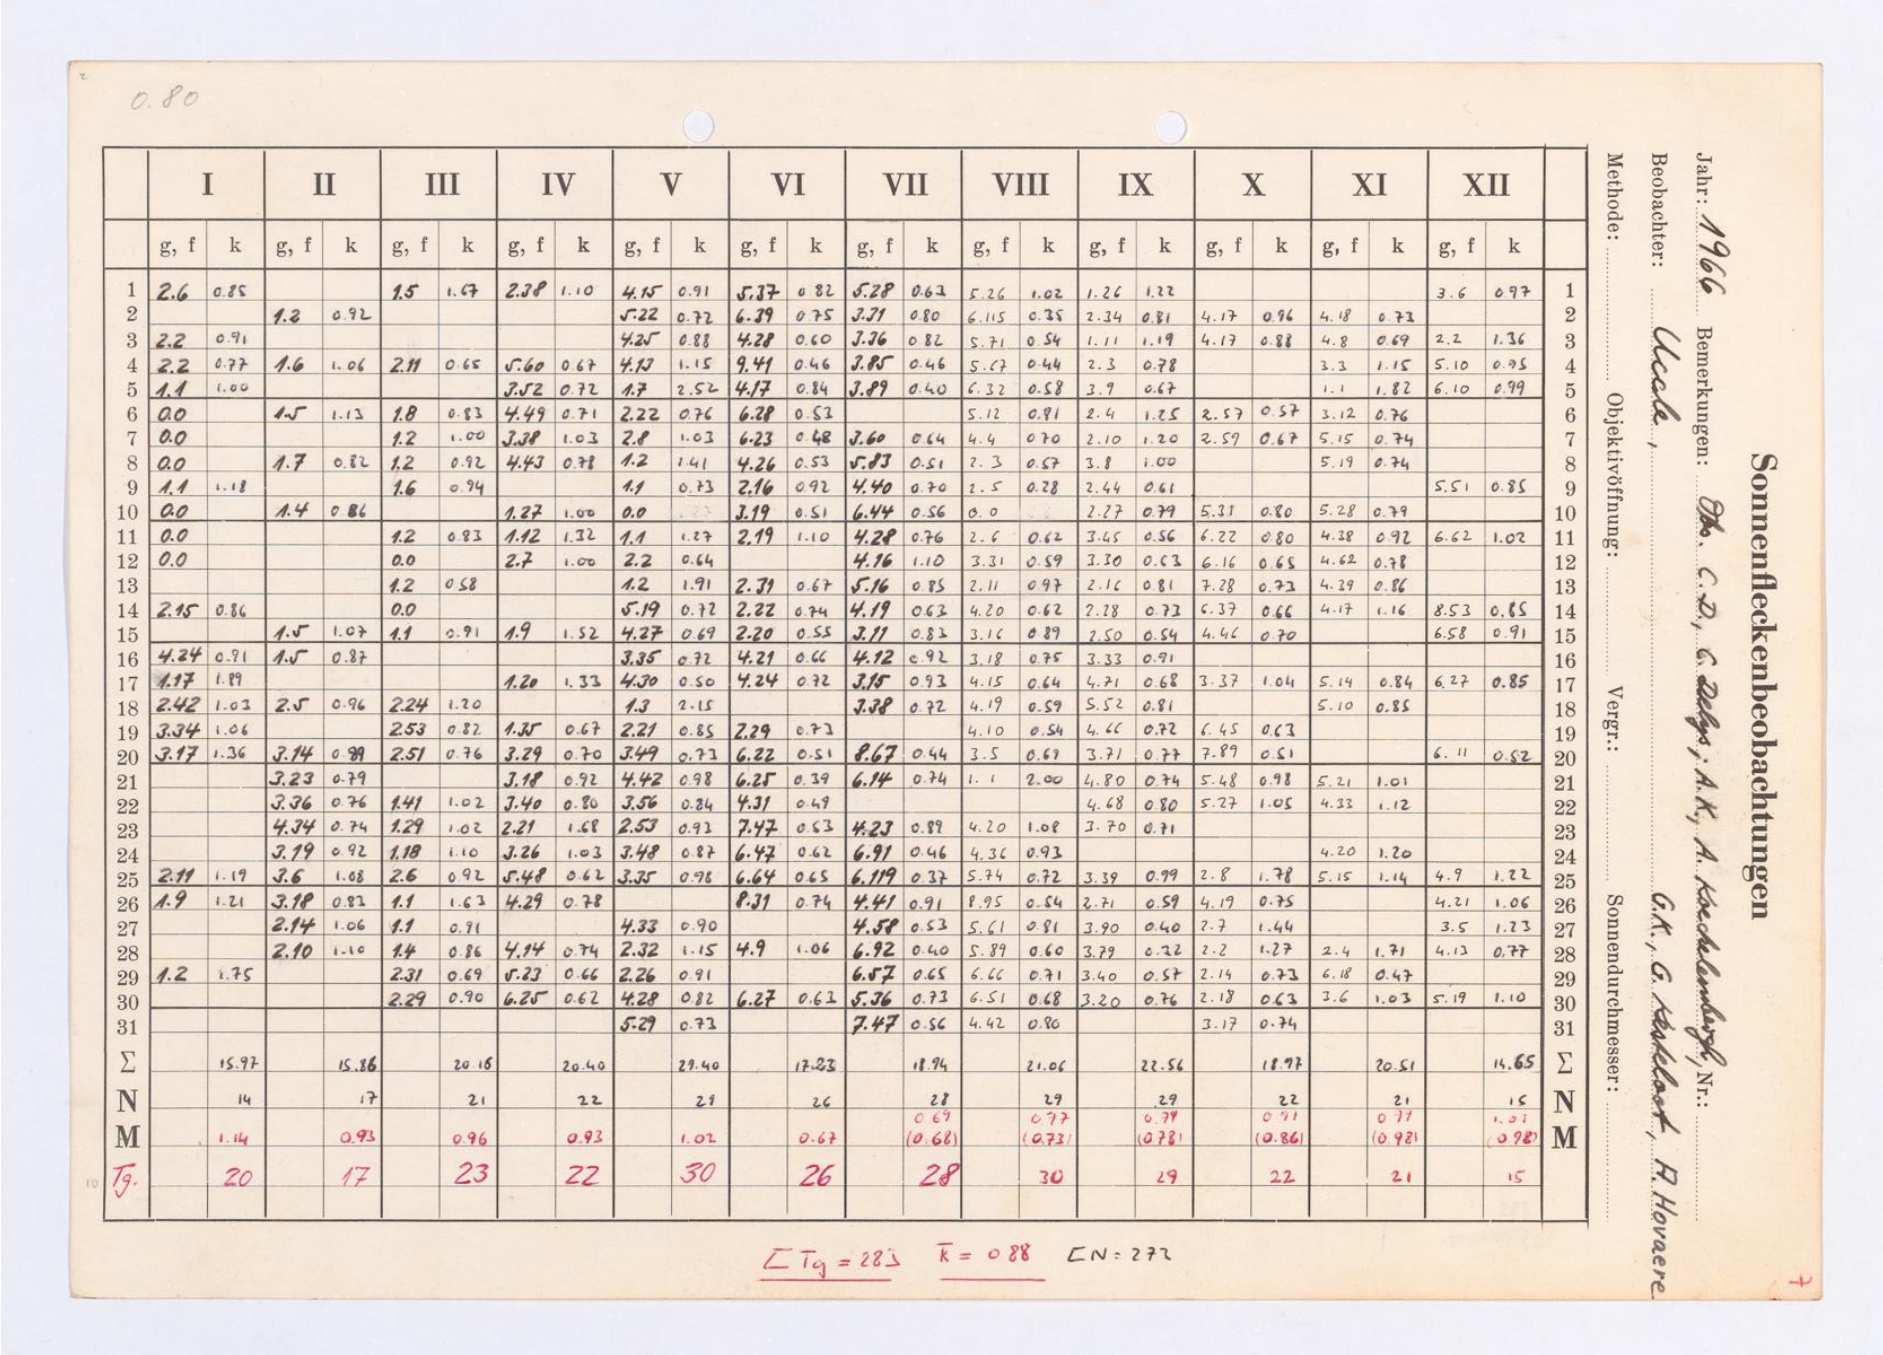 0.80
I II III IV V VI VII VIII IX X XI XII
g, f k g, f k g, f k g, f k g, f k g, f k g, f k g, f k g, f k g, f k g, f k g, f k
1 2.6 0.85 1.5 1.67 2.38 1.10 4.15 0.91 5.37 0 82 5.28 0.63 5.26 1.02 1.26 1.22 3.6 0.97 1
2 1.2 0.92 5.22 0.72 6.39 0.75 3.31 0.80 6.115 0.35 2.34 0.81 4.17 0.96 4.18 0.73 2
3 2.2 0.91 4.25 0.88 4.28 0.60 3.36 0.82 5.71 0.54 1.11 1.19 4.17 0.88 4.8 0.69 2.2 1.36 3
4 2.2 0.77 1.6 1.06 2.11 0.65 5.60 0.67 4.13 1.15 9.41 0.46 3.85 0.46 5.67 0.44 2.3 0.78 3.3 1.15 5.10 0.95 4
5 1.1 1.00 3.52 0.72 1.7 2.52 4.17 0.84 3.89 0.40 6.32 0.58 3.9 0.67 1.1 1.82 6.10 0.99 5
6 0.0 1.5 1.13 1.8 0.83 4.49 0.71 2.22 0.76 6.28 0.53 5.12 0.81 2.4 1.25 2.57 0.57 3.12 0.76 6
7 0.0 1.2 1.00 3.38 1.03 2.8 1.03 6.23 0.48 3.60 0.64 4.4 0.70 2.10 1.20 2.59 0.67 5.15 0.74 7
8 0.0 1.7 0.82 1.2 0.92 4.43 0.78 1.2 1.41 4.26 0.53 5.83 0.51 2.3 0.57 3.8 1.00 5.19 0.74 8
9 1.1 1.18 1.6 0.94 1.1 0.73 2.16 0.92 4.40 0.70 2.5 0.28 2.44 0.61 5.51 0.85 9
10 0.0 1.4 0.86 1.27 1.00 0.0 3.19 0.51 6.44 0.56 0.0 2.27 0.79 5.31 0.80 5.28 0.79 10
11 0.0 1.2 0.83 1.12 1.32 1.1 1.27 2.19 1.10 4.28 0.76 2.6 0.62 3.45 0.56 6.22 0.80 4.38 0.92 6.62 1.02 11
12 0.0 0.0 2.7 1.00 2.2 0.64 4.16 1.10 3.31 0.59 3.30 0.63 6.16 0.65 4.62 0.78 12
13 1.2 0.58 1.2 1.91 2.31 0.67 5.16 0.85 2.11 0.97 2.16 0.81 7.28 0.73 4.39 0.86 13
14 2.15 0.86 0.0 5.19 0.72 2.22 0.74 4.19 0.63 4.20 0.62 2.28 0.73 6.37 0.66 4.17 1.16 8.53 0.85 14
15 1.5 1.07 1.1 0.91 1.9 1.52 4.27 0.69 2.20 0.55 3.11 0.83 3.16 0.89 2.50 0.54 4.46 0.70 6.58 0.91 15
16 4.24 0.91 1.5 0.87 3.35 0.72 4.21 0.66 4.12 0.92 3.18 0.75 3.33 0.91 16
17 1.17 1.89 1.20 1.33 4.30 0.50 4.24 0.72 3.15 0.93 4.15 0.64 4.71 0.68 3.37 1.04 5.14 0.84 6.27 0.85 17
18 2.42 1.03 2.5 0.96 2.24 1.20 1.3 2.15 3.38 0.72 4.19 0.59 5.52 0.81 5.10 0.85 18
19 3.34 1.06 2.53 0.82 1.35 0.67 2.21 0.85 2.29 0.73 4.10 0.54 4.66 0.72 6.45 0.63 19
20 3.17 1.36 3.14 0.89 2.51 0.76 3.29 0.70 3.49 0.73 6.22 0.51 8.67 0.44 3.5 0.69 3.71 0.77 7.89 0.51 6.11 0.52 20
21 3.23 0.79 3.18 0.92 4.42 0.98 6.25 0.39 6.14 0.74 1.1 2.00 4.80 0.74 5.48 0.98 5.21 1.01 21
22 3.36 0.76 1.41 1.02 3.40 0.80 3.56 0.84 4.31 0.49 4.68 0.80 5.27 1.05 4.33 1.12 22
23 4.34 0.74 1.29 1.02 2.21 1.68 2.53 0.93 7.47 0.53 4.23 0.89 4.20 1.08 3.70 0.71 23
24 3.19 0.92 1.18 1.10 3.26 1.03 3.48 0.87 6.47 0.62 6.91 0.46 4.36 0.93 4.20 1.20 24
25 2.11 1.19 3.6 1.08 2.6 0.92 5.48 0.62 3.35 0.98 6.64 0.65 6.119 0.37 5.74 0.72 3.39 0.99 2.8 1.78 5.15 1.14 4.9 1.22 25
26 1.9 1.21 3.18 0.83 1.1 1.63 4.29 0.78 8.31 0.74 4.41 0.91 8.95 0.54 2.71 0.59 4.19 0.75 4.21 1.06 26
27 2.14 1.06 1.1 0.91 4.33 0.90 4.58 0.53 5.61 0.81 3.90 0.40 2.7 1.44 3.5 1.23 27
28 2.10 1.10 1.4 0.86 4.14 0.74 2.32 1.15 4.9 1.06 6.92 0.40 5.89 0.60 3.79 0.32 2.2 1.27 2.4 1.71 4.13 0.77 28
29 1.2 1.75 2.31 0.69 5.23 0.66 2.26 0.91 6.57 0.65 6.66 0.71 3.40 0.57 2.14 0.73 6.18 0.47 29
30 2.29 0.90 6.25 0.62 4.28 0.82 6.27 0.63 5.36 0.73 6.51 0.68 3.20 0.76 2.18 0.63 3.6 1.03 5.19 1.10 30
31 5.29 0.73 7.47 0.56 4.42 0.80 3.17 0.74 31
Σ 15.97 15.86 20.16 20.40 29.40 17.23 18.94 21.06 22.56 18.97 20.51 14.65 Σ
N 14 17 21 22 29 26 28 29 29 22 21 15 N
0 69 0.77 0.79 0 91 0 99 1.01
M 1.14 0.93 0.96 0.93 1.02 0.67 (0.68) (0.73) (0.78) (0.86) (0.98) (0 98) M
Tg. 20 17 23 22 30 26 28 30 29 22 21 15
Σ Tg = 283 k̄ = 0 88 ΣN = 272
Sonnenfleckenbeobachtungen
Jahr: 1966 Bemerkungen: Obs. C.D., C. ; A.K., A. Koeckelenbergh, Nr.:
Beobachter: Uccle, G.K., G. Kesteloot, A. Hovaere
Methode: Objektivöffnung: Vergr.: Sonnendurchmesser:
7